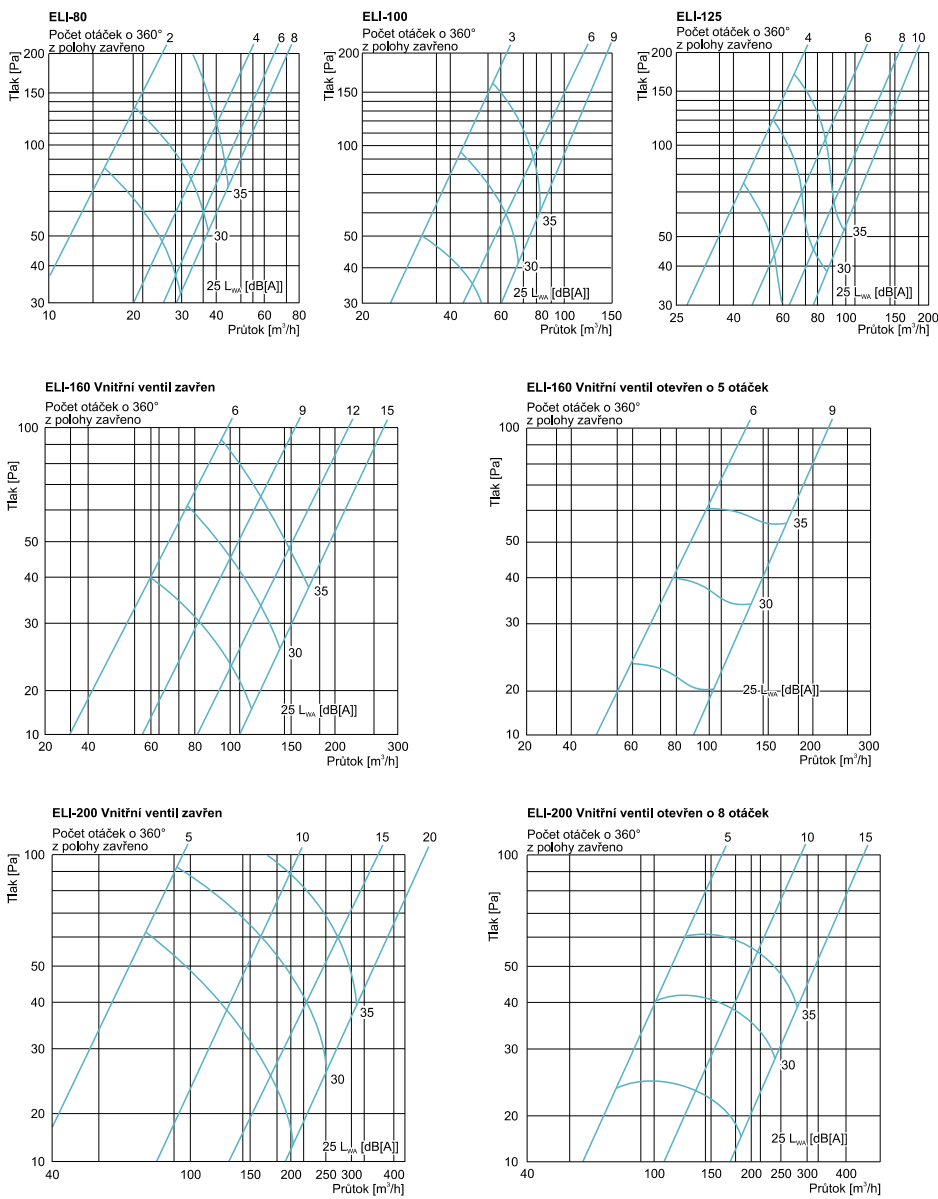 ELI-80
Počet otáček o 360°
z polohy zavřeno
2 4 6 8
Tlak [Pa]
200
150
100
50
40
30
35
30
25 L_WA [dB[A]]
10 20 30 40 60 80
Průtok [m³/h]
ELI-100
Počet otáček o 360°
z polohy zavřeno
3 6 9
Tlak [Pa]
200
150
100
50
40
30
35
30
25 L_WA [dB[A]]
20 40 60 80 100 150
Průtok [m³/h]
ELI-125
Počet otáček o 360°
z polohy zavřeno
4 6 8 10
Tlak [Pa]
200
150
100
50
40
30
35
30
25 L_WA [dB[A]]
25 40 60 80 100 150 200
Průtok [m³/h]
ELI-160 Vnitřní ventil zavřen
Počet otáček o 360°
z polohy zavřeno
6 9 12 15
Tlak [Pa]
100
50
40
30
20
10
35
30
25 L_WA [dB[A]]
20 40 60 80 100 150 200 300
Průtok [m³/h]
ELI-160 Vnitřní ventil otevřen o 5 otáček
Počet otáček o 360°
z polohy zavřeno
6 9
Tlak [Pa]
100
50
40
30
20
10
35
30
25 L_WA [dB[A]]
20 30 40 60 80 100 150 200 300
Průtok [m³/h]
ELI-200 Vnitřní ventil zavřen
Počet otáček o 360°
z polohy zavřeno
5 10 15 20
Tlak [Pa]
100
50
40
30
20
10
35
30
25 L_WA [dB[A]]
40 100 150 200 250 300 400
Průtok [m³/h]
ELI-200 Vnitřní ventil otevřen o 8 otáček
Počet otáček o 360°
z polohy zavřeno
5 10 15
Tlak [Pa]
100
50
40
30
20
10
35
30
25 L_WA [dB[A]]
40 100 150 200 250 300 400
Průtok [m³/h]